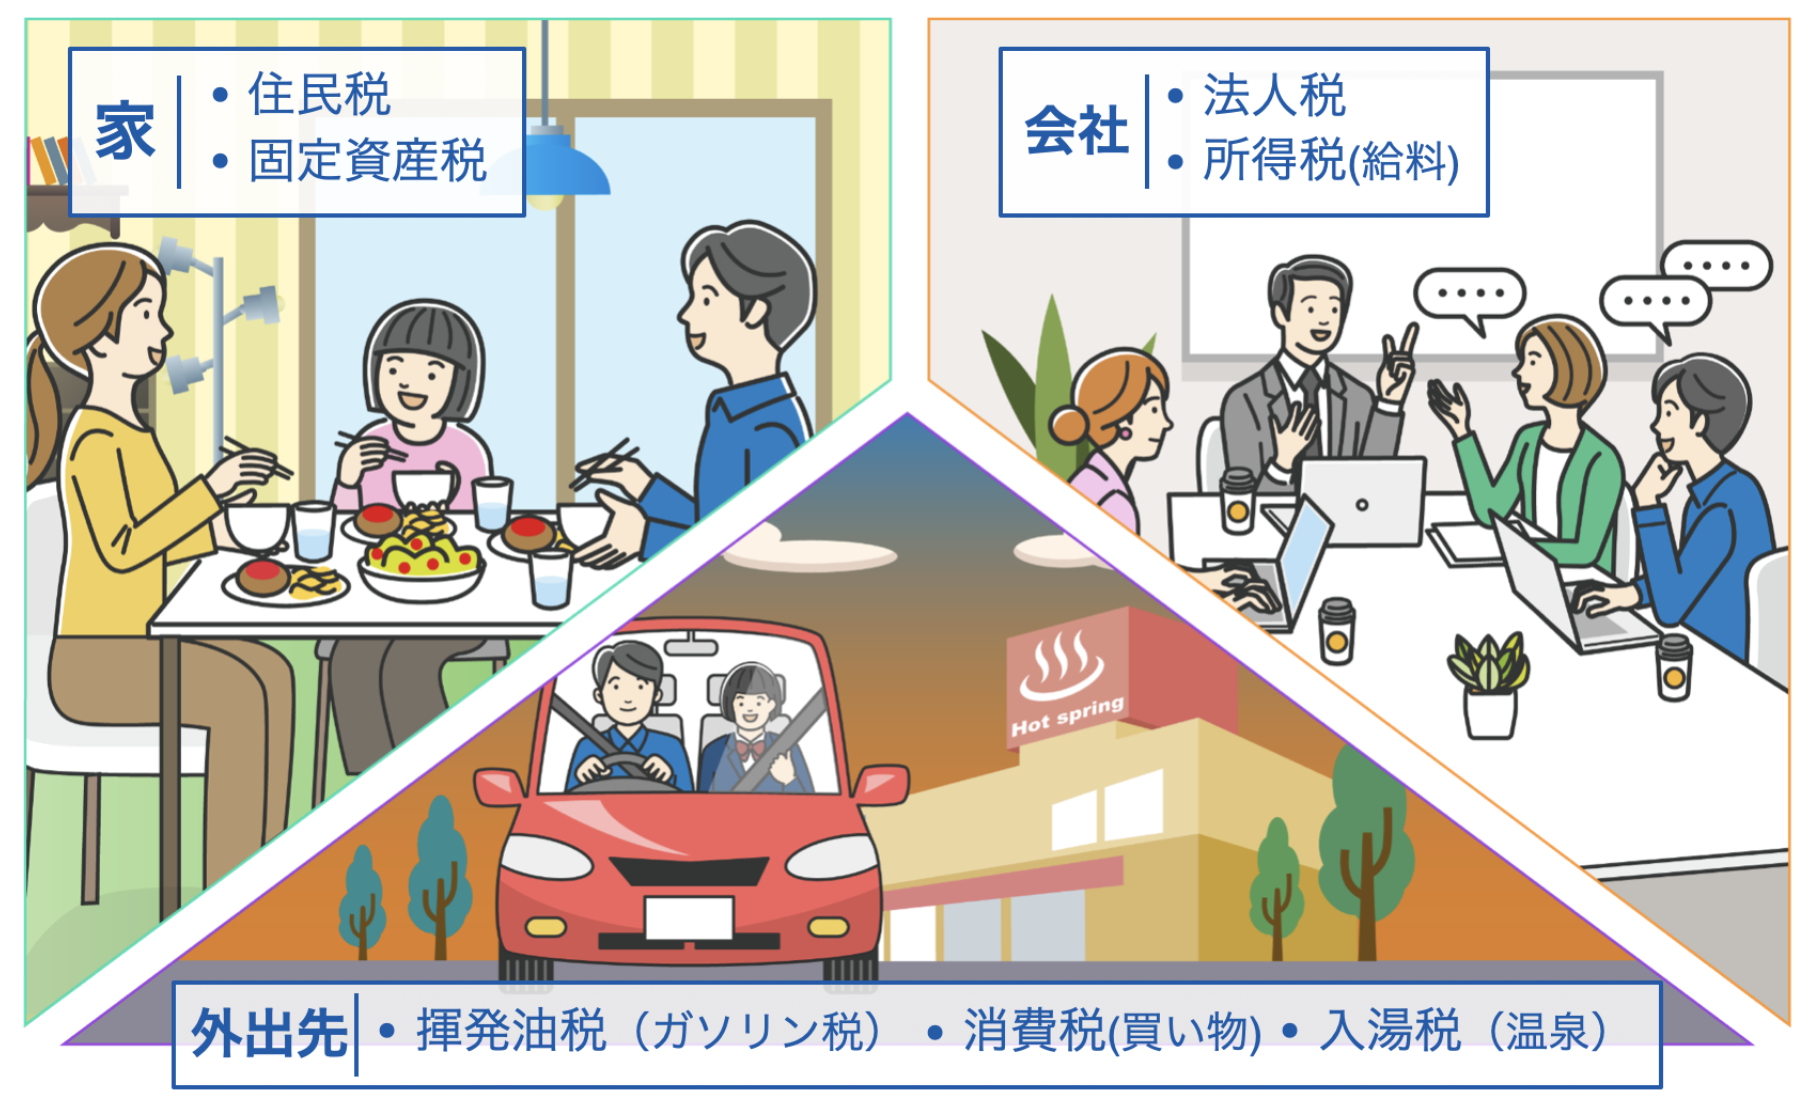 家
・住民税
・固定資産税
会社
・法人税
・所得税(給料)
Hot spring
外出先
・揮発油税（ガソリン税）・消費税(買い物)・入湯税（温泉）